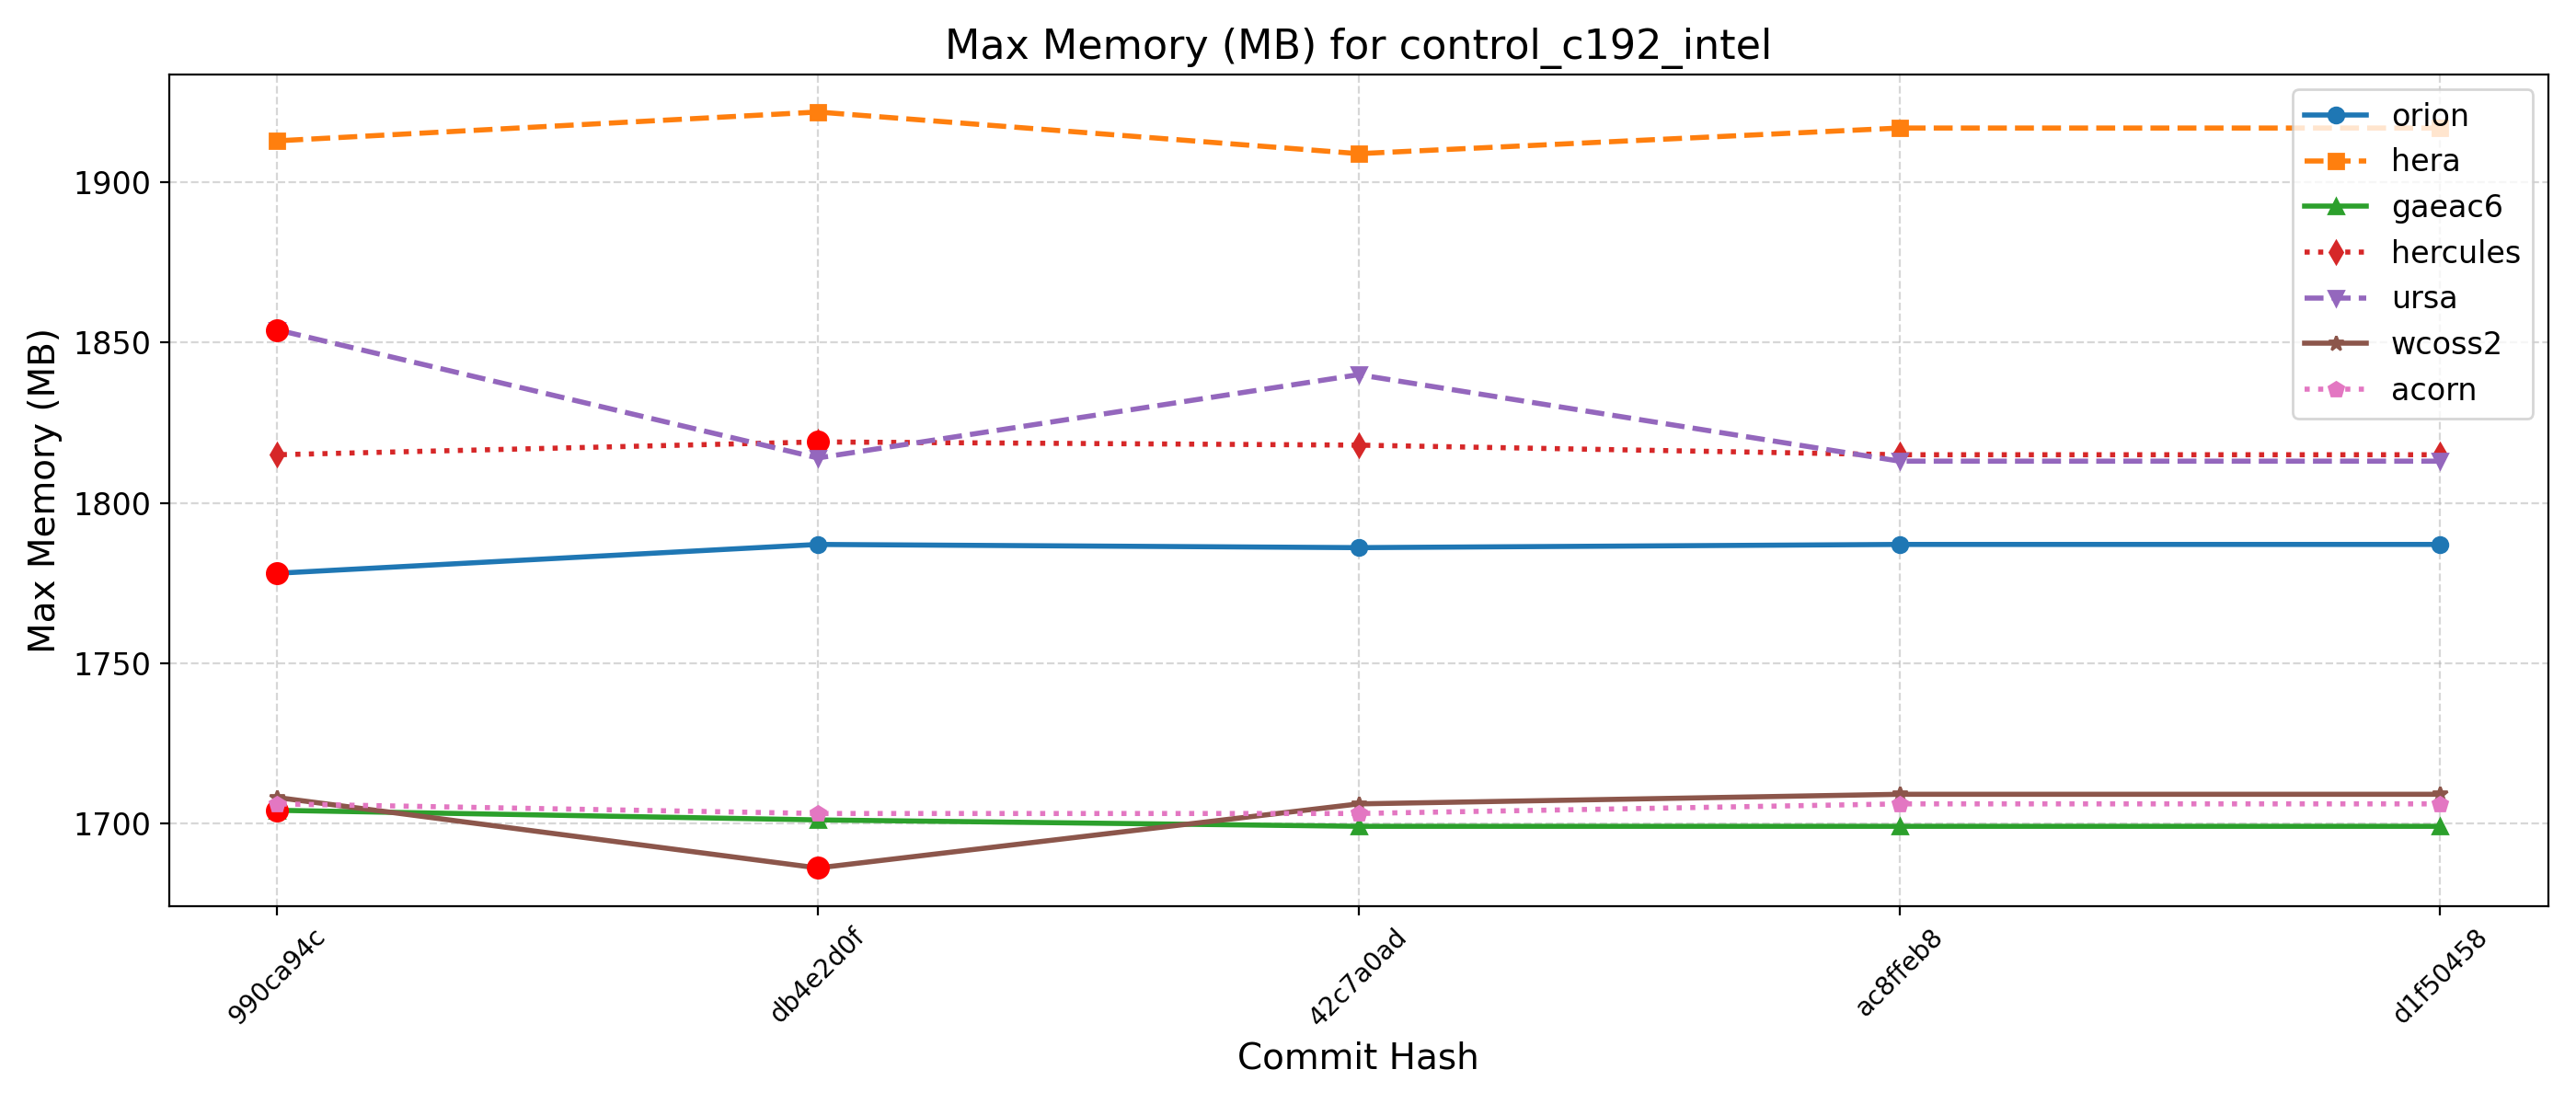 Max Memory (MB) for control_c192_intel
Max Memory (MB)
1900
1850
1800
1750
1700
orion
hera
gaeac6
hercules
ursa
wcoss2
acorn
990ca94c
db4e2d0f
42c7a0ad
ac8ffeb8
d1f50458
Commit Hash